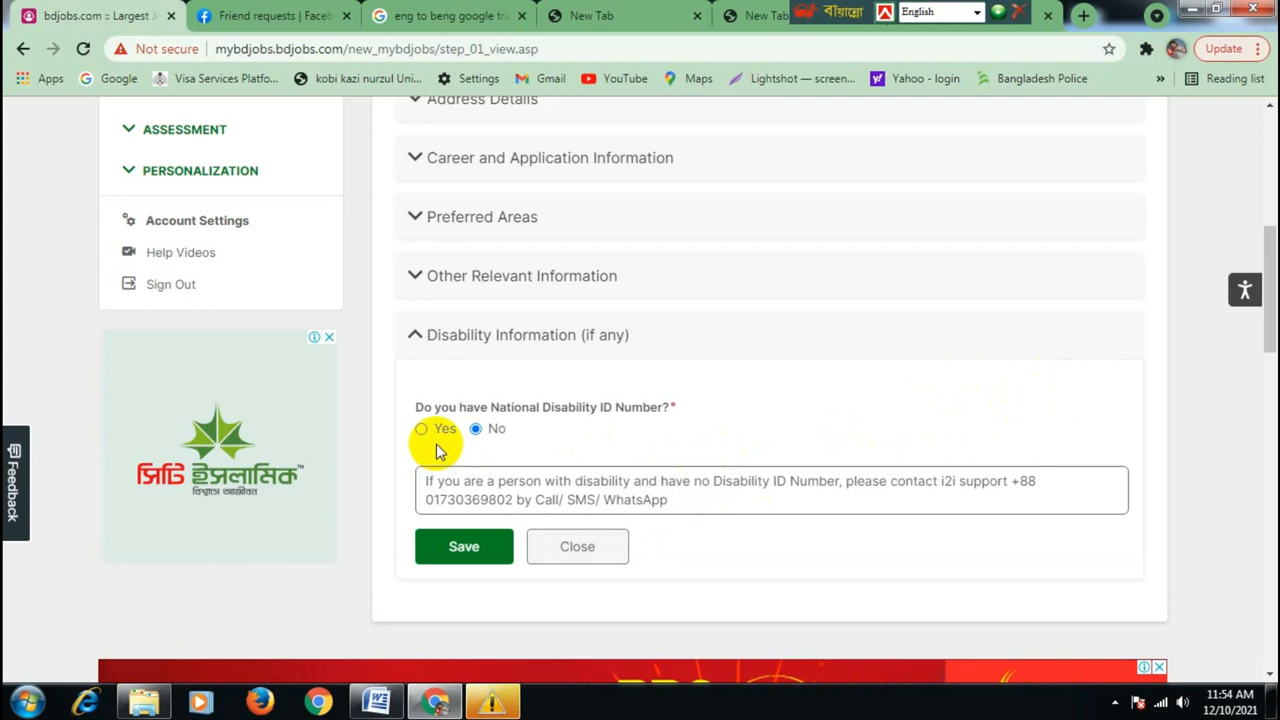 bdjobs.com :: Largest J
Friend requests | Faceb
eng to beng google tr
New Tab
New Tab
বায়ান্নো
English
Not secure
mybdjobs.bdjobs.com/new_mybdjobs/step_01_view.asp
Update
Apps
Google
Visa Services Platfo...
kobi kazi nurzul Uni...
Settings
Gmail
YouTube
Maps
Lightshot — screen...
Yahoo - login
Bangladesh Police
»
Reading list
ASSESSMENT
PERSONALIZATION
Account Settings
Help Videos
Sign Out
Feedback
সিটি ইসলামিক
বিশ্বাসে আজীবন
Address Details
Career and Application Information
Preferred Areas
Other Relevant Information
Disability Information (if any)
Do you have National Disability ID Number?*
Yes No
If you are a person with disability and have no Disability ID Number, please contact i2i support +88
01730369802 by Call/ SMS/ WhatsApp
Save
Close
11:54 AM
12/10/2021